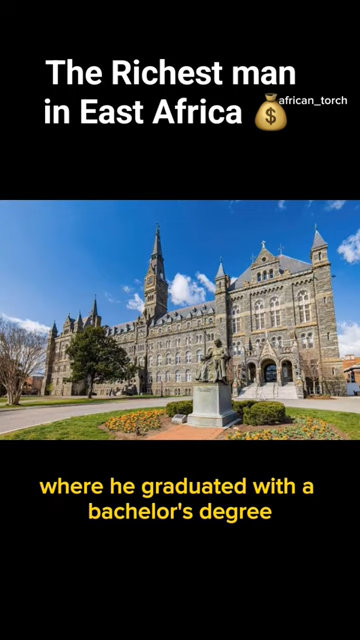 The Richest man
in East Africa 💰
african_torch
where he graduated with a
bachelor's degree